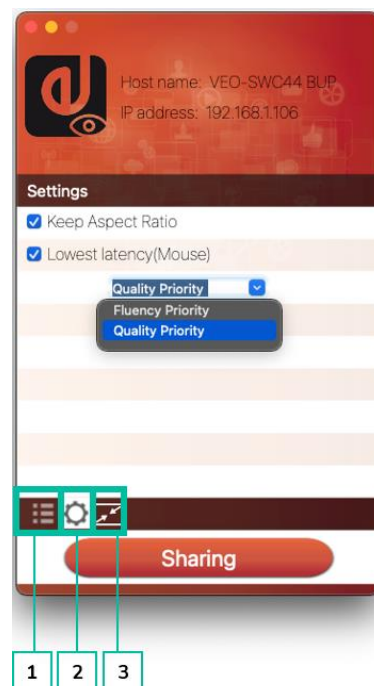 Host name: VEO-SWC44 BUP
IP address: 192.168.1.106
Settings
Keep Aspect Ratio
Lowest latency(Mouse)
Quality Priority
Fluency Priority
Quality Priority
Sharing
1 2 3